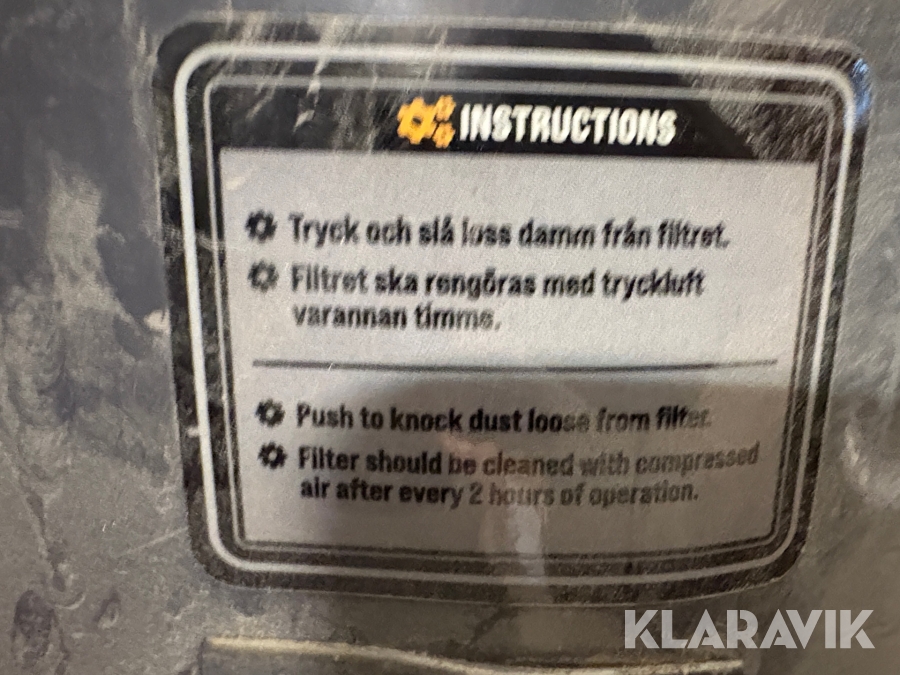 INSTRUCTIONS
Tryck och slå loss damm från filtret.
Filtret ska rengöras med tryckluft
varannan timme.
Push to knock dust loose from filter.
Filter should be cleaned with compressed
air after every 2 hours of operation.
KLARAVIK